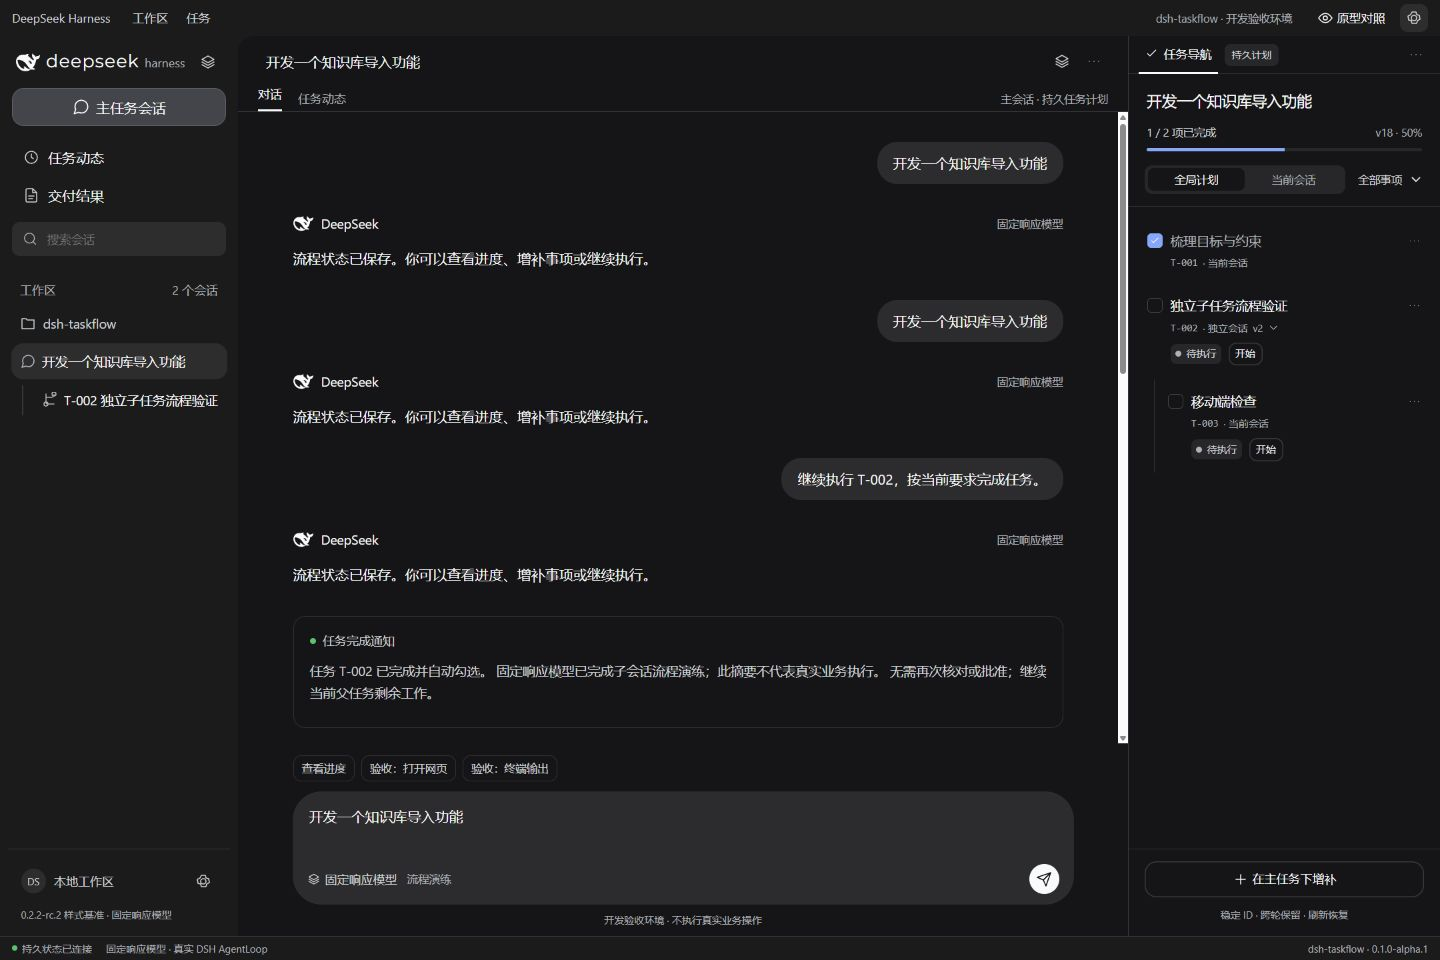 DeepSeek Harness 工作区 任务
dsh-taskflow · 开发验收环境 原型对照
deepseek harness
主任务会话
任务动态
交付结果
搜索会话
工作区 2 个会话
dsh-taskflow
开发一个知识库导入功能
T-002 独立子任务流程验证
DS 本地工作区
0.2.2-rc.2 样式基准 · 固定响应模型
开发一个知识库导入功能
对话 任务动态 主会话 · 持久任务计划
开发一个知识库导入功能
DeepSeek 固定响应模型
流程状态已保存。你可以查看进度、增补事项或继续执行。
开发一个知识库导入功能
DeepSeek 固定响应模型
流程状态已保存。你可以查看进度、增补事项或继续执行。
继续执行 T-002，按当前要求完成任务。
DeepSeek 固定响应模型
流程状态已保存。你可以查看进度、增补事项或继续执行。
任务完成通知
任务 T-002 已完成并自动勾选。 固定响应模型已完成子会话流程演练；此摘要不代表真实业务执行。 无需再次核对或批准；继续
当前父任务剩余工作。
查看进度 验收：打开网页 验收：终端输出
开发一个知识库导入功能
固定响应模型 流程演练
开发验收环境 · 不执行真实业务操作
任务导航 持久计划
开发一个知识库导入功能
1 / 2 项已完成 v18 · 50%
全局计划 当前会话 全部事项
梳理目标与约束
T-001 · 当前会话
独立子任务流程验证
T-002 · 独立会话 v2
待执行 开始
移动端检查
T-003 · 当前会话
待执行 开始
在主任务下增补
稳定 ID · 跨轮保留 · 刷新恢复
持久状态已连接 固定响应模型 · 真实 DSH AgentLoop
dsh-taskflow · 0.1.0-alpha.1